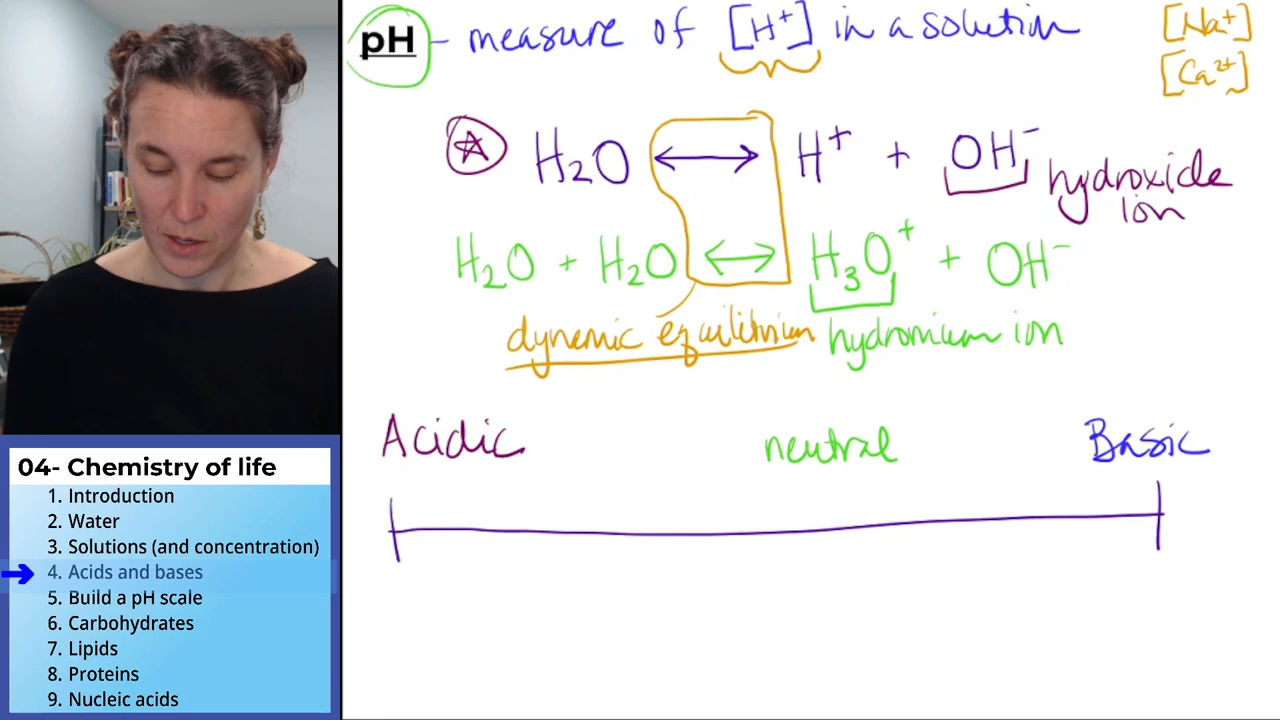 pH - measure of [H⁺] in a solution
[Na⁺]
[Ca²⁺]
H₂O ⟷ H⁺ + OH⁻
hydroxide
ion
H₂O + H₂O ⟷ H₃O⁺ + OH⁻
dynamic equilibrium
hydronium ion
Acidic neutral Basic
04- Chemistry of life
1. Introduction
2. Water
3. Solutions (and concentration)
4. Acids and bases
5. Build a pH scale
6. Carbohydrates
7. Lipids
8. Proteins
9. Nucleic acids